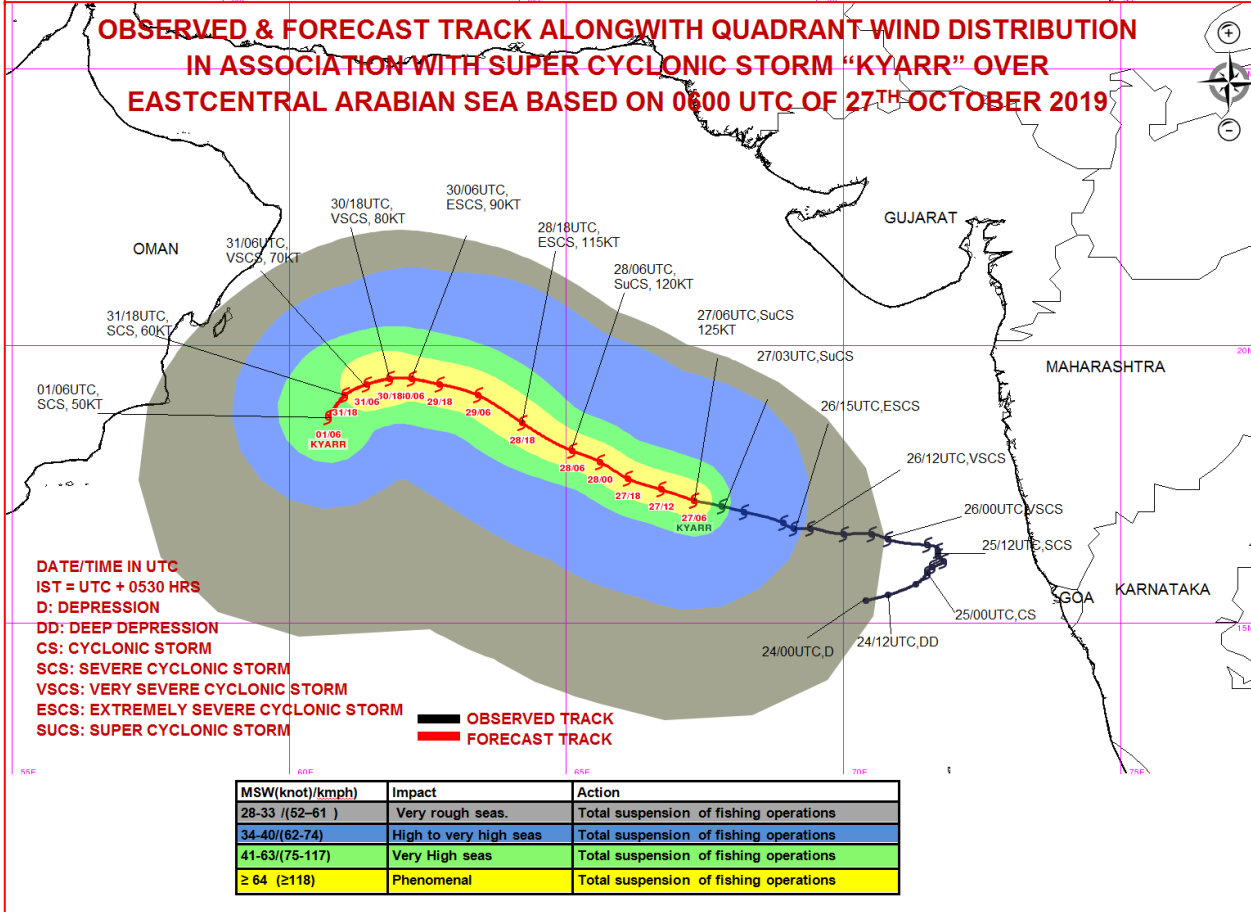 OBSERVED & FORECAST TRACK ALONGWITH QUADRANT WIND DISTRIBUTION
IN ASSOCIATION WITH SUPER CYCLONIC STORM “KYARR” OVER
EASTCENTRAL ARABIAN SEA BASED ON 0600 UTC OF 27TH OCTOBER 2019
30/06UTC,
ESCS, 90KT
30/18UTC,
VSCS, 80KT
28/18UTC,
ESCS, 115KT
GUJARAT
OMAN
31/06UTC,
VSCS, 70KT
28/06UTC,
SuCS, 120KT
27/06UTC,SuCS
125KT
31/18UTC,
SCS, 60KT
27/03UTC,SuCS
20N
MAHARASHTRA
01/06UTC,
SCS, 50KT
26/15UTC,ESCS
31/18
31/06
30/18
30/06
29/18
29/06
01/06
KYARR
28/18
28/06
28/00
27/18
27/12
27/06
KYARR
26/12UTC,VSCS
26/00UTC,VSCS
25/12UTC,SCS
GOA
KARNATAKA
25/00UTC,CS
15N
24/12UTC,DD
24/00UTC,D
DATE/TIME IN UTC
IST = UTC + 0530 HRS
D: DEPRESSION
DD: DEEP DEPRESSION
CS: CYCLONIC STORM
SCS: SEVERE CYCLONIC STORM
VSCS: VERY SEVERE CYCLONIC STORM
ESCS: EXTREMELY SEVERE CYCLONIC STORM
SUCS: SUPER CYCLONIC STORM
OBSERVED TRACK
FORECAST TRACK
55E 60E 65E 70E 75E
MSW(knot)/kmph) Impact Action
28-33 /(52–61 ) Very rough seas. Total suspension of fishing operations
34-40/(62-74) High to very high seas Total suspension of fishing operations
41-63/(75-117) Very High seas Total suspension of fishing operations
≥ 64 (≥118) Phenomenal Total suspension of fishing operations